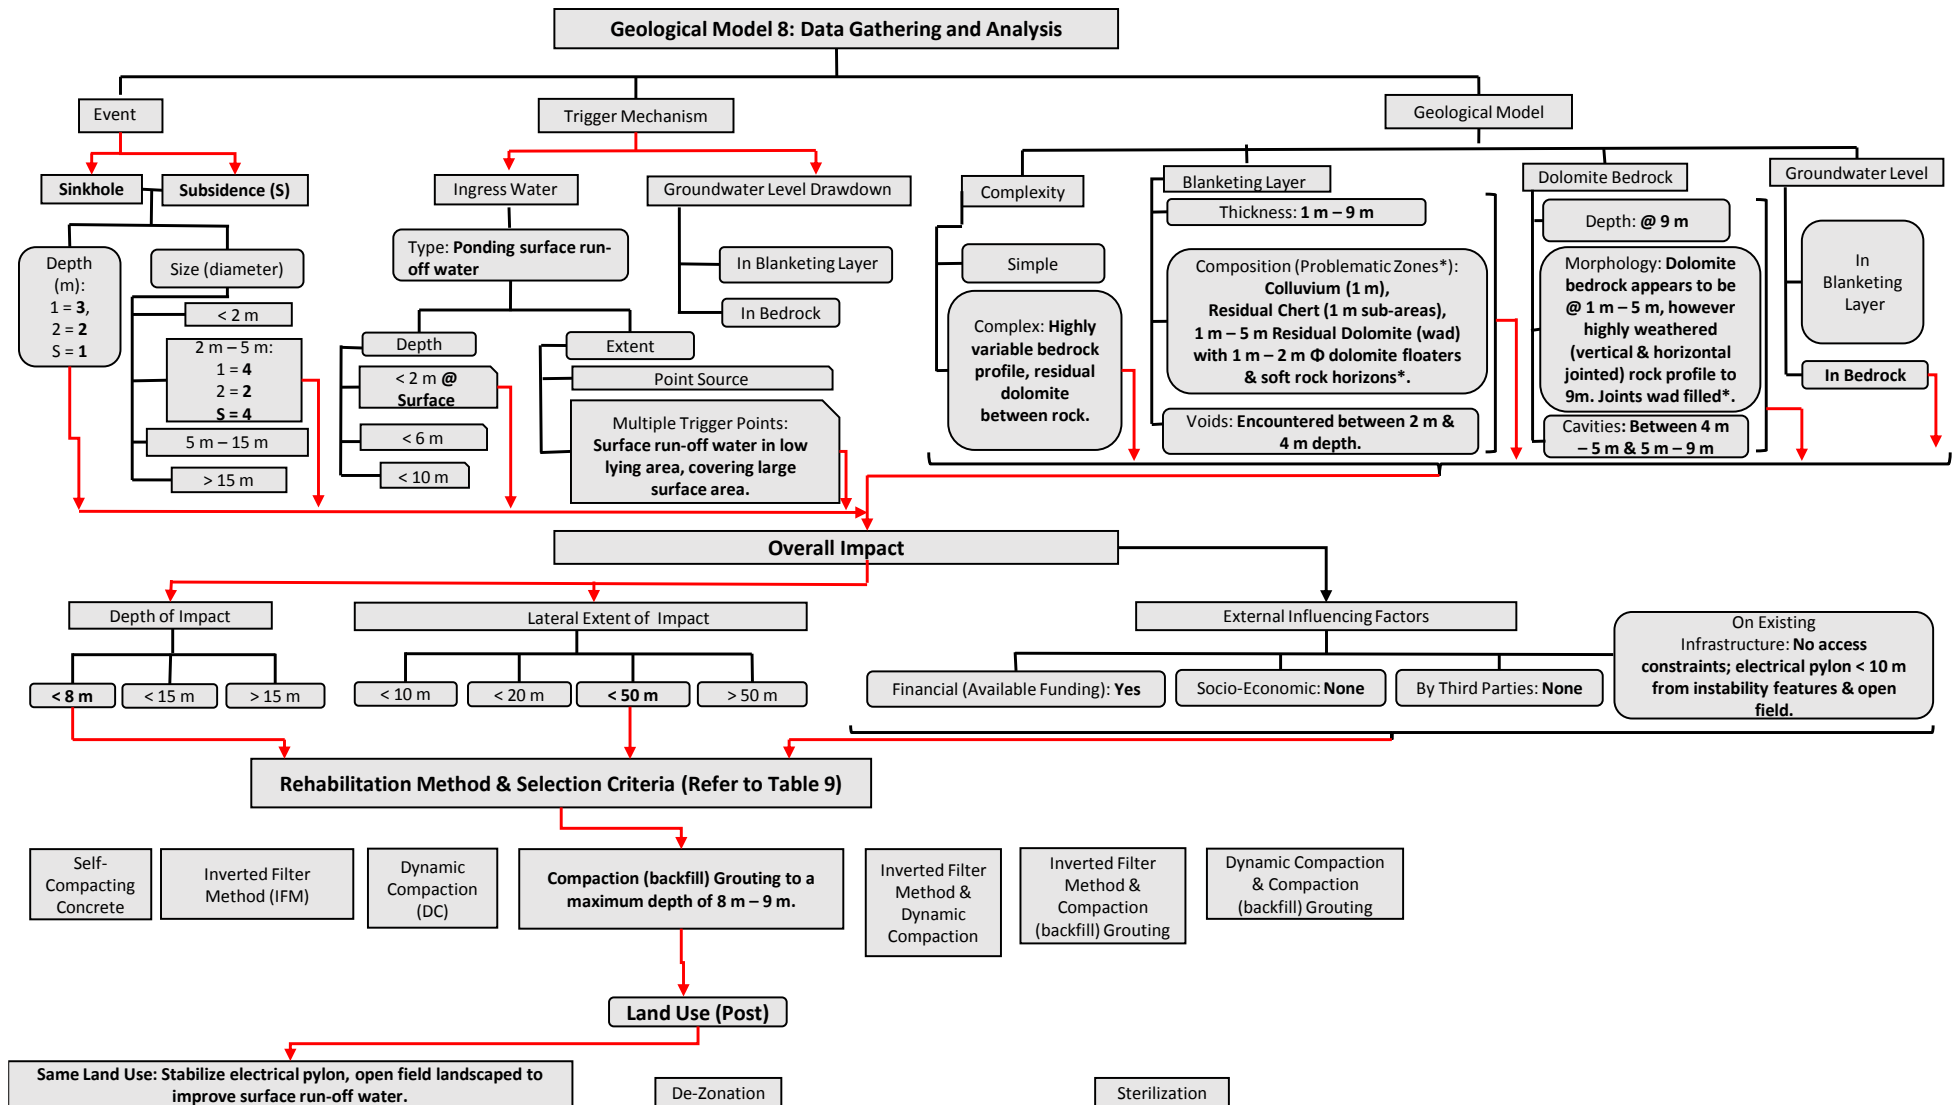 Geological Model 8: Data Gathering and Analysis
Event
Trigger Mechanism
Geological Model
Sinkhole
Subsidence (S)
Ingress Water
Groundwater Level Drawdown
Complexity
Blanketing Layer
Dolomite Bedrock
Groundwater Level
Depth
(m):
1 = 3,
2 = 2
S = 1
Size (diameter)
< 2 m
2 m – 5 m:
1 = 4
2 = 2
S = 4
5 m – 15 m
> 15 m
Type: Ponding surface run-
off water
Depth
< 2 m @
Surface
< 6 m
< 10 m
Extent
Point Source
Multiple Trigger Points:
Surface run-off water in low
lying area, covering large
surface area.
In Blanketing Layer
In Bedrock
Simple
Complex: Highly
variable bedrock
profile, residual
dolomite
between rock.
Thickness: 1 m – 9 m
Composition (Problematic Zones*):
Colluvium (1 m),
Residual Chert (1 m sub-areas),
1 m – 5 m Residual Dolomite (wad)
with 1 m – 2 m Φ dolomite floaters
& soft rock horizons*.
Voids: Encountered between 2 m &
4 m depth.
Depth: @ 9 m
Morphology: Dolomite
bedrock appears to be
@ 1 m – 5 m, however
highly weathered
(vertical & horizontal
jointed) rock profile to
9m. Joints wad filled*.
Cavities: Between 4 m
– 5 m & 5 m – 9 m
In
Blanketing
Layer
In Bedrock
Overall Impact
Depth of Impact
Lateral Extent of Impact
External Influencing Factors
< 8 m
< 15 m
> 15 m
< 10 m
< 20 m
< 50 m
> 50 m
Financial (Available Funding): Yes
Socio-Economic: None
By Third Parties: None
On Existing
Infrastructure: No access
constraints; electrical pylon < 10 m
from instability features & open
field.
Rehabilitation Method & Selection Criteria (Refer to Table 9)
Self-
Compacting
Concrete
Inverted Filter
Method (IFM)
Dynamic
Compaction
(DC)
Compaction (backfill) Grouting to a
maximum depth of 8 m – 9 m.
Inverted Filter
Method &
Dynamic
Compaction
Inverted Filter
Method &
Compaction
(backfill) Grouting
Dynamic Compaction
& Compaction
(backfill) Grouting
Land Use (Post)
Same Land Use: Stabilize electrical pylon, open field landscaped to
improve surface run-off water.
De-Zonation
Sterilization